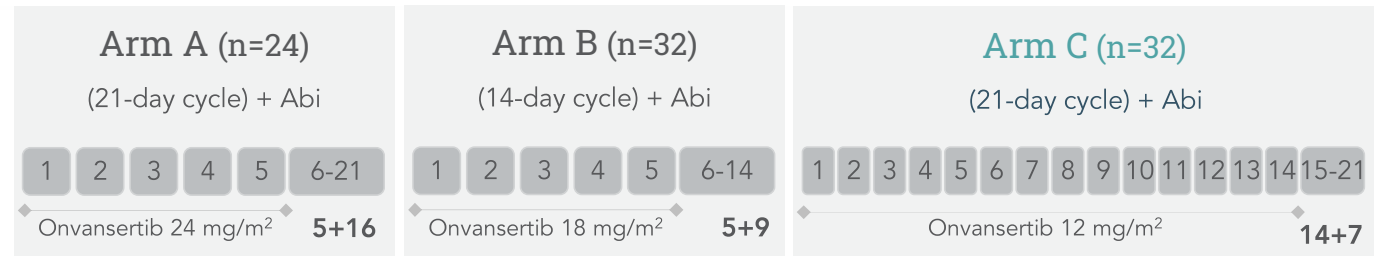 Arm A (n=24)
(21-day cycle) + Abi
1 2 3 4 5 6-21
Onvansertib 24 mg/m² 5+16
Arm B (n=32)
(14-day cycle) + Abi
1 2 3 4 5 6-14
Onvansertib 18 mg/m² 5+9
Arm C (n=32)
(21-day cycle) + Abi
1 2 3 4 5 6 7 8 9 10 11 12 13 14 15-21
Onvansertib 12 mg/m² 14+7